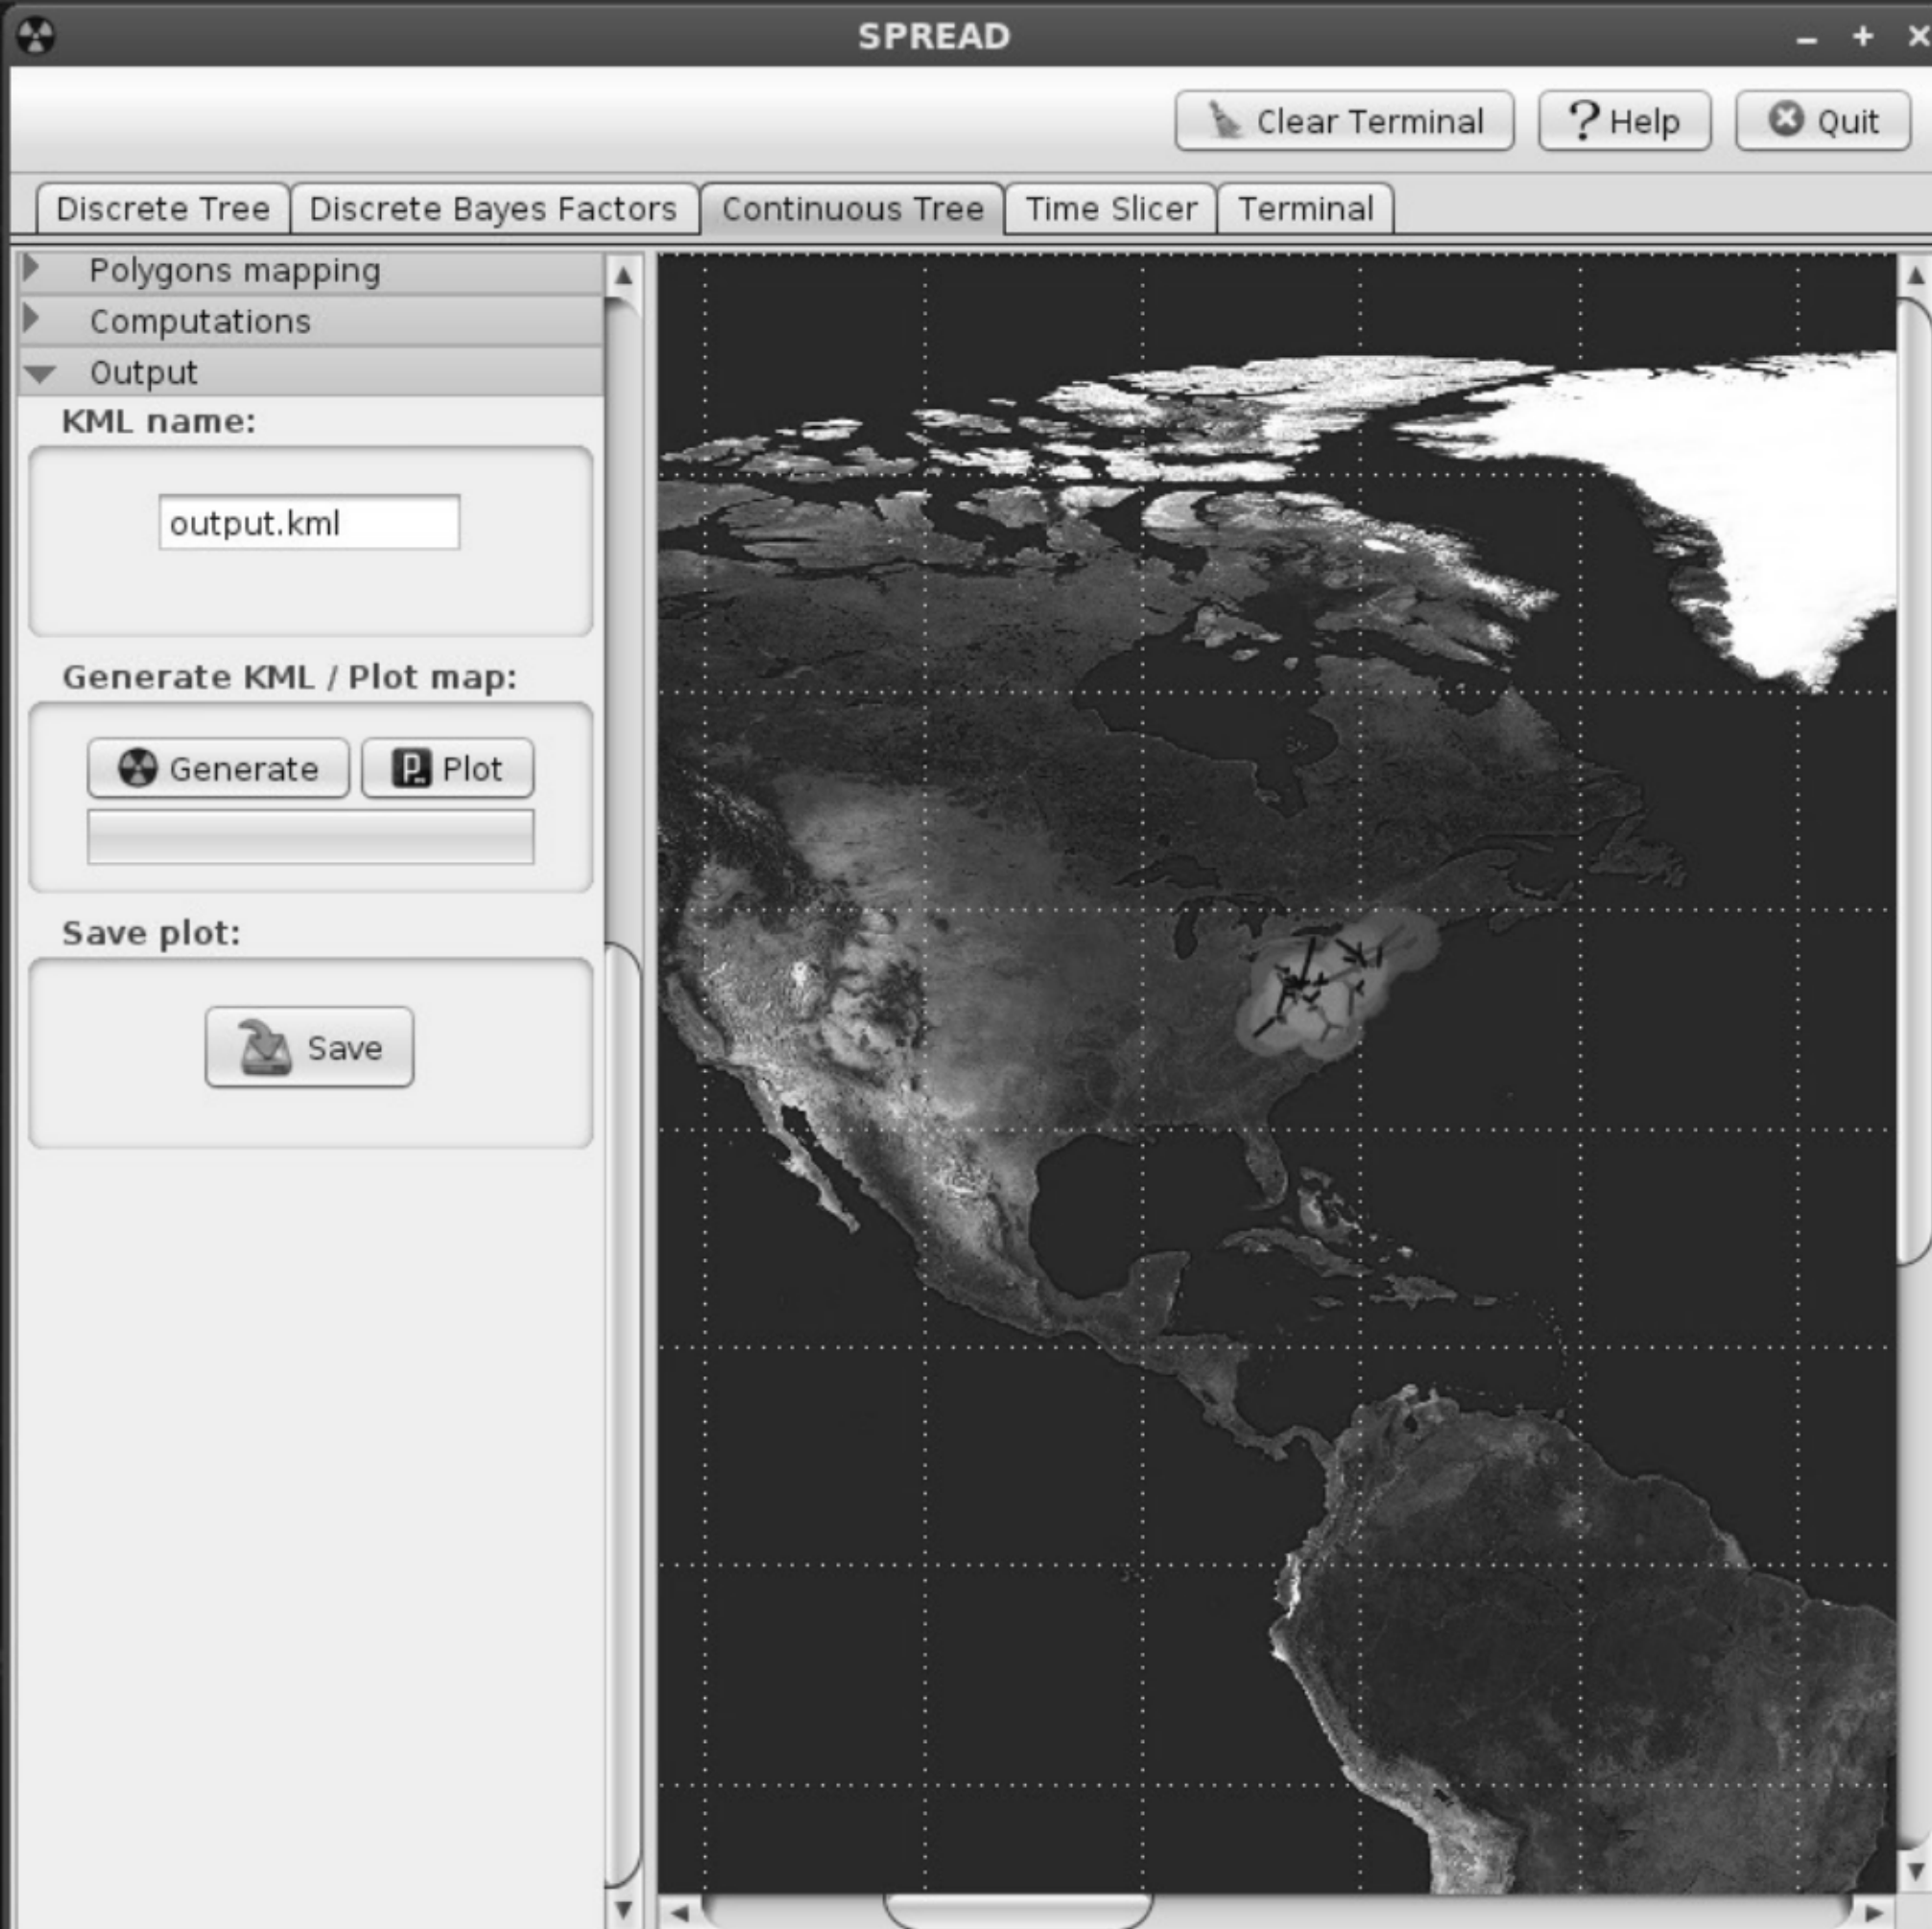 SPREAD
Clear Terminal ? Help Quit
Discrete Tree Discrete Bayes Factors Continuous Tree Time Slicer Terminal
Polygons mapping
Computations
Output
KML name:
output.kml
Generate KML / Plot map:
Generate P_ Plot
Save plot:
Save